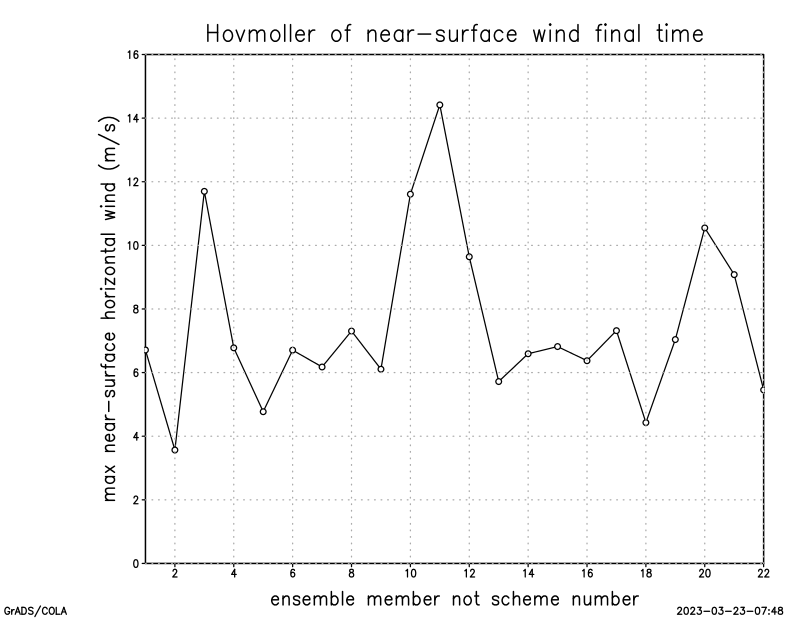 Hovmoller of near-surface wind final time
max near-surface horizontal wind (m/s)
16
14
12
10
8
6
4
2
0
2 4 6 8 10 12 14 16 18 20 22
ensemble member not scheme number
GrADS/COLA
2023-03-23-07:48